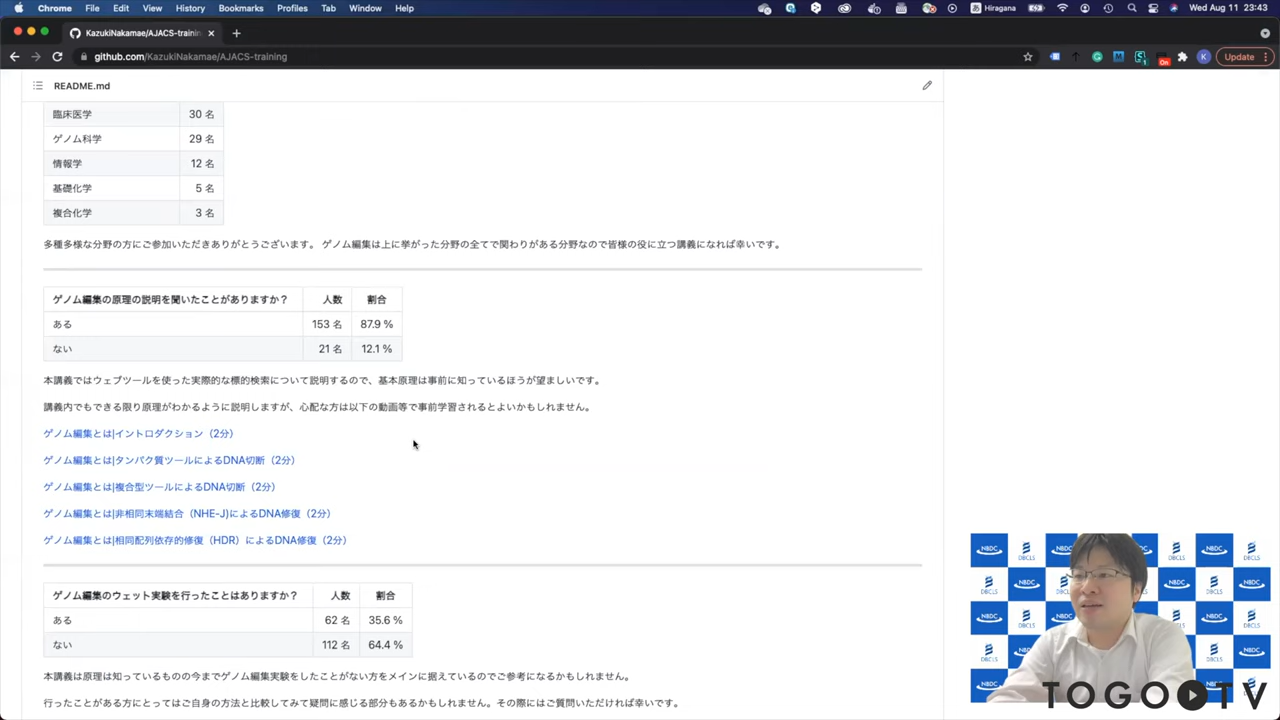 Chrome File Edit View History Bookmarks Profiles Tab Window Help
Hiragana Wed Aug 11 23:43
KazukiNakamae/AJACS-trainin
github.com/KazukiNakamae/AJACS-training
On
K
Update
README.md
臨床医学 30 名
ゲノム科学 29 名
情報学 12 名
基礎化学 5 名
複合化学 3 名
多種多様な分野の方にご参加いただきありがとうございます。 ゲノム編集は上に挙がった分野の全てで関わりがある分野なので皆様の役に立つ講義になれば幸いです。
ゲノム編集の原理の説明を聞いたことがありますか? 人数 割合
ある 153 名 87.9 %
ない 21 名 12.1 %
本講義ではウェブツールを使った実際的な標的検索について説明するので、基本原理は事前に知っているほうが望ましいです。
講義内でもできる限り原理がわかるように説明しますが、心配な方は以下の動画等で事前学習されるとよいかもしれません。
ゲノム編集とは|イントロダクション（2分）
ゲノム編集とは|タンパク質ツールによるDNA切断（2分）
ゲノム編集とは|複合型ツールによるDNA切断（2分）
ゲノム編集とは|非相同末端結合（NHE-J)によるDNA修復（2分）
ゲノム編集とは|相同配列依存的修復（HDR）によるDNA修復（2分）
ゲノム編集のウェット実験を行ったことはありますか? 人数 割合
ある 62 名 35.6 %
ない 112 名 64.4 %
本講義は原理は知っているものの今までゲノム編集実験をしたことがない方をメインに据えているのでご参考になるかもしれません。
行ったことがある方にとってはご自身の方法と比較してみて疑問に感じる部分もあるかもしれません。その際にはご質問いただければ幸いです。
NBDC DBCLS NBDC DBCLS NBDC DBCLS
DBCLS NBDC DBCLS NBDC DBCLS NBDC
NBDC DBCLS NBDC DBCLS
DBCLS NBDC DBCLS NBDC
NBDC
TOGO TV